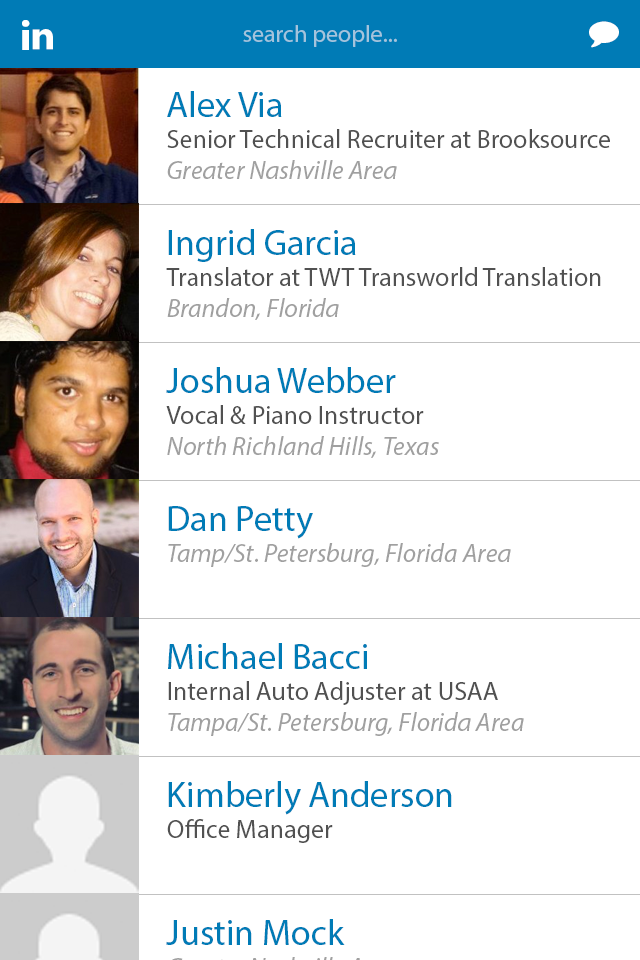 in
search people...
Alex Via
Senior Technical Recruiter at Brooksource
Greater Nashville Area
Ingrid Garcia
Translator at TWT Transworld Translation
Brandon, Florida
Joshua Webber
Vocal & Piano Instructor
North Richland Hills, Texas
Dan Petty
Tamp/St. Petersburg, Florida Area
Michael Bacci
Internal Auto Adjuster at USAA
Tampa/St. Petersburg, Florida Area
Kimberly Anderson
Office Manager
Justin Mock